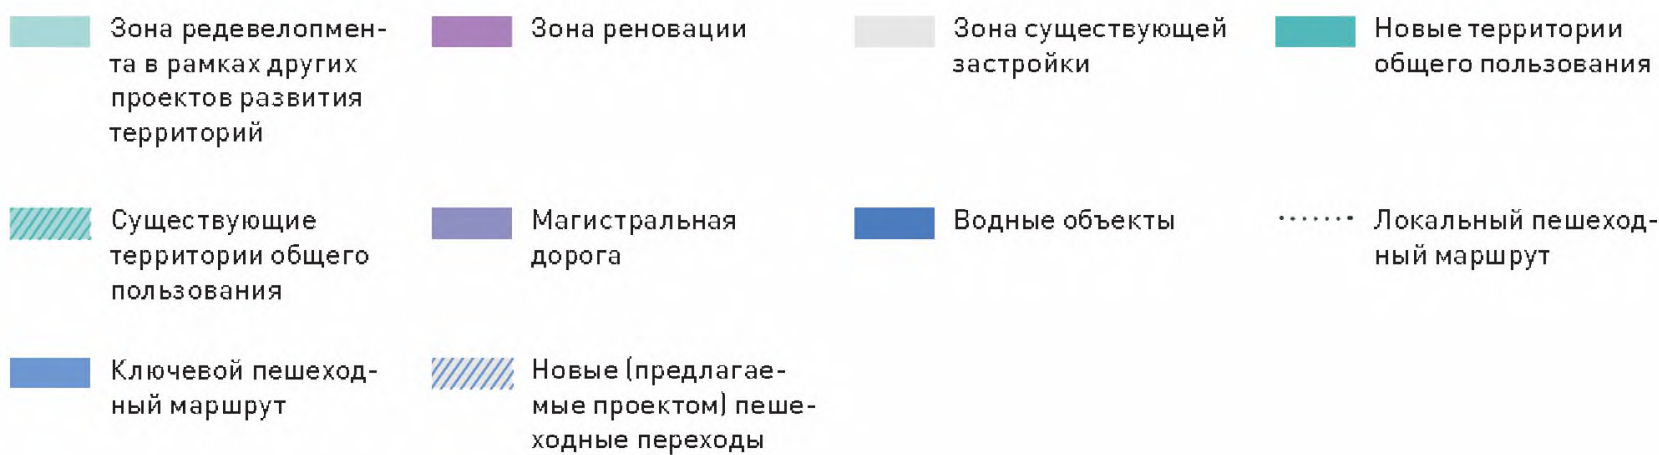 Зона редевелопмен-
та в рамках других
проектов развития
территорий
Зона реновации
Зона существующей
застройки
Новые территории
общего пользования
Существующие
территории общего
пользования
Магистральная
дорога
Водные объекты
Локальный пешеход-
ный маршрут
Ключевой пешеход-
ный маршрут
Новые (предлагае-
мые проектом) пеше-
ходные переходы